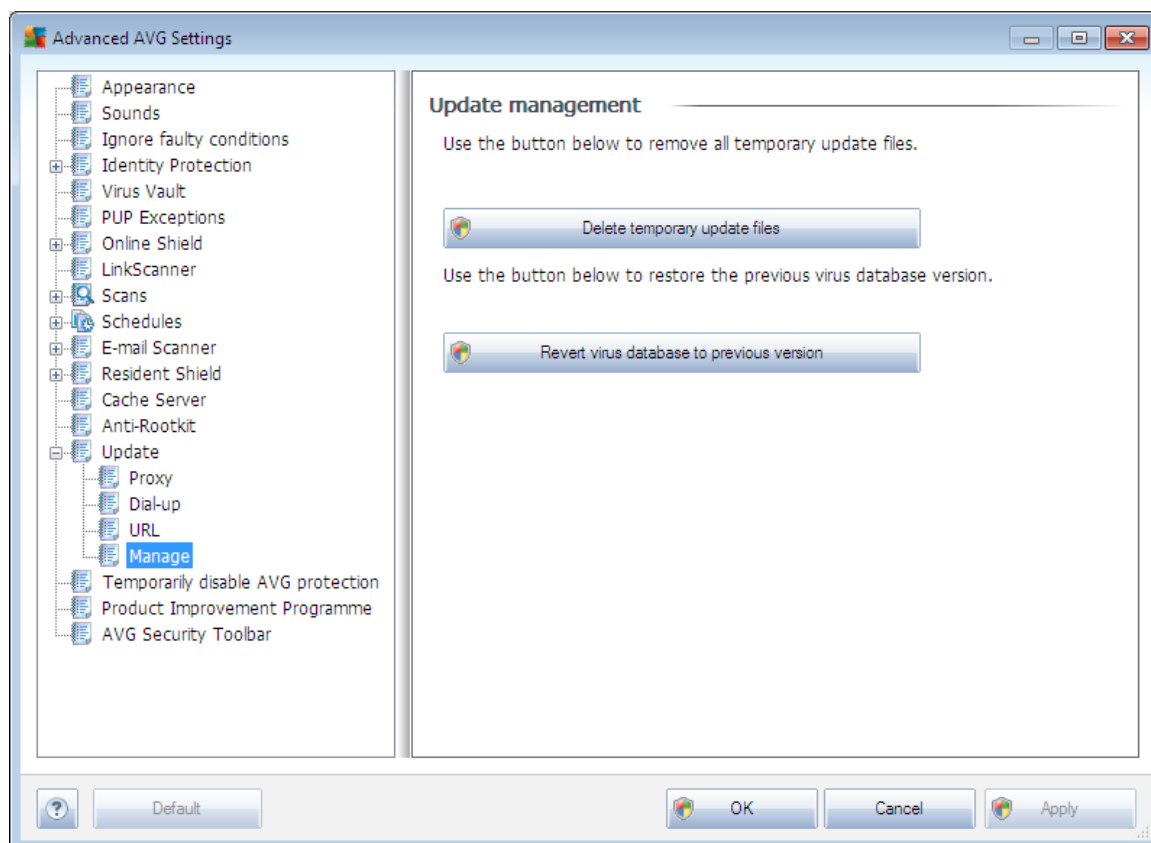 Advanced AVG Settings
Appearance
Sounds
Ignore faulty conditions
Identity Protection
Virus Vault
PUP Exceptions
Online Shield
LinkScanner
Scans
Schedules
E-mail Scanner
Resident Shield
Cache Server
Anti-Rootkit
Update
Proxy
Dial-up
URL
Manage
Temporarily disable AVG protection
Product Improvement Programme
AVG Security Toolbar
Update management
Use the button below to remove all temporary update files.
Delete temporary update files
Use the button below to restore the previous virus database version.
Revert virus database to previous version
?
Default
OK
Cancel
Apply